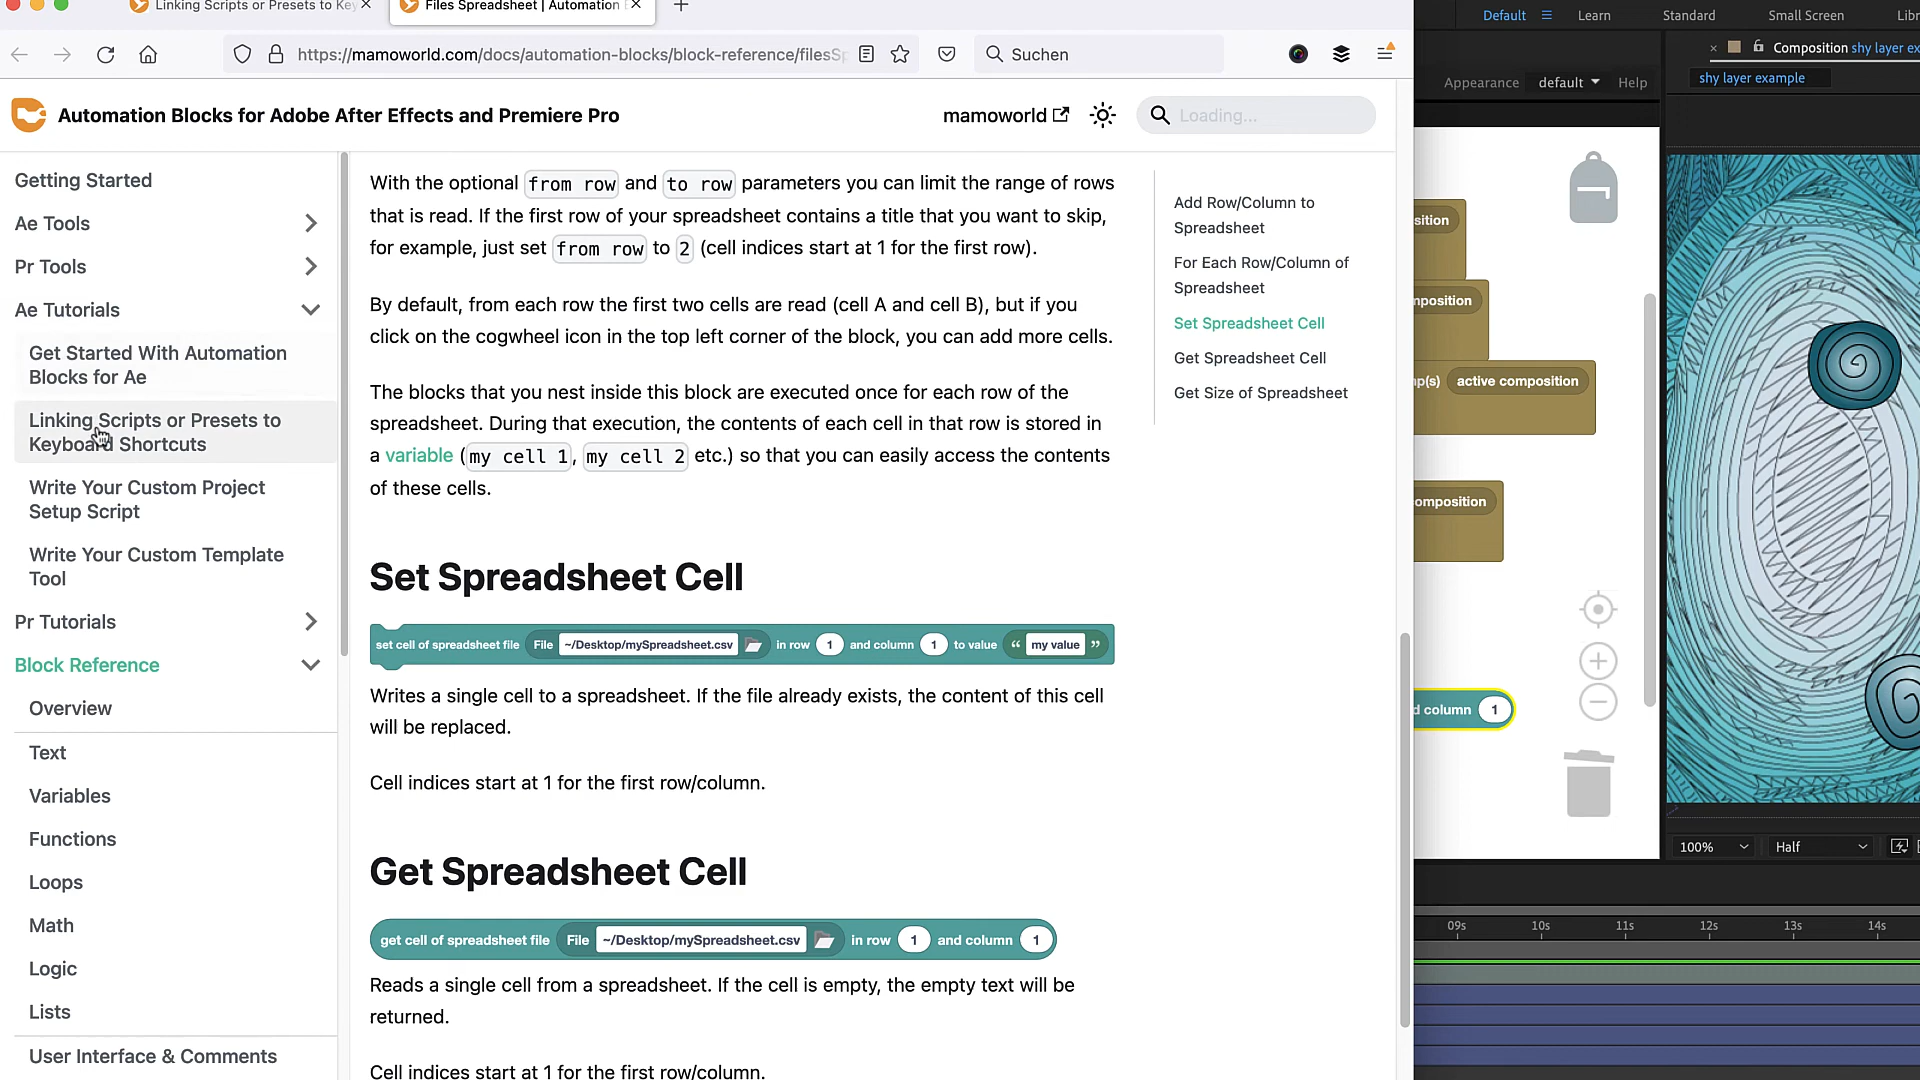 Linking Scripts or Presets to Key
Files Spreadsheet | Automation
https://mamoworld.com/docs/automation-blocks/block-reference/filesSp
Suchen
Automation Blocks for Adobe After Effects and Premiere Pro
mamoworld
Loading...
Getting Started
Ae Tools
Pr Tools
Ae Tutorials
Get Started With Automation
Blocks for Ae
Linking Scripts or Presets to
Keyboard Shortcuts
Write Your Custom Project
Setup Script
Write Your Custom Template
Tool
Pr Tutorials
Block Reference
Overview
Text
Variables
Functions
Loops
Math
Logic
Lists
User Interface & Comments
With the optional from row and to row parameters you can limit the range of rows
that is read. If the first row of your spreadsheet contains a title that you want to skip,
for example, just set from row to 2 (cell indices start at 1 for the first row).
By default, from each row the first two cells are read (cell A and cell B), but if you
click on the cogwheel icon in the top left corner of the block, you can add more cells.
The blocks that you nest inside this block are executed once for each row of the
spreadsheet. During that execution, the contents of each cell in that row is stored in
a variable (my cell 1, my cell 2 etc.) so that you can easily access the contents
of these cells.
Set Spreadsheet Cell
set cell of spreadsheet file File ~/Desktop/mySpreadsheet.csv in row 1 and column 1 to value “ my value ”
Writes a single cell to a spreadsheet. If the file already exists, the content of this cell
will be replaced.
Cell indices start at 1 for the first row/column.
Get Spreadsheet Cell
get cell of spreadsheet file File ~/Desktop/mySpreadsheet.csv in row 1 and column 1
Reads a single cell from a spreadsheet. If the cell is empty, the empty text will be
returned.
Cell indices start at 1 for the first row/column.
Add Row/Column to
Spreadsheet
For Each Row/Column of
Spreadsheet
Set Spreadsheet Cell
Get Spreadsheet Cell
Get Size of Spreadsheet
Default
Learn
Standard
Small Screen
Libr
Composition shy layer ex
shy layer example
Appearance default Help
sition
mposition
np(s) active composition
omposition
d column 1
100%
Half
09s 10s 11s 12s 13s 14s